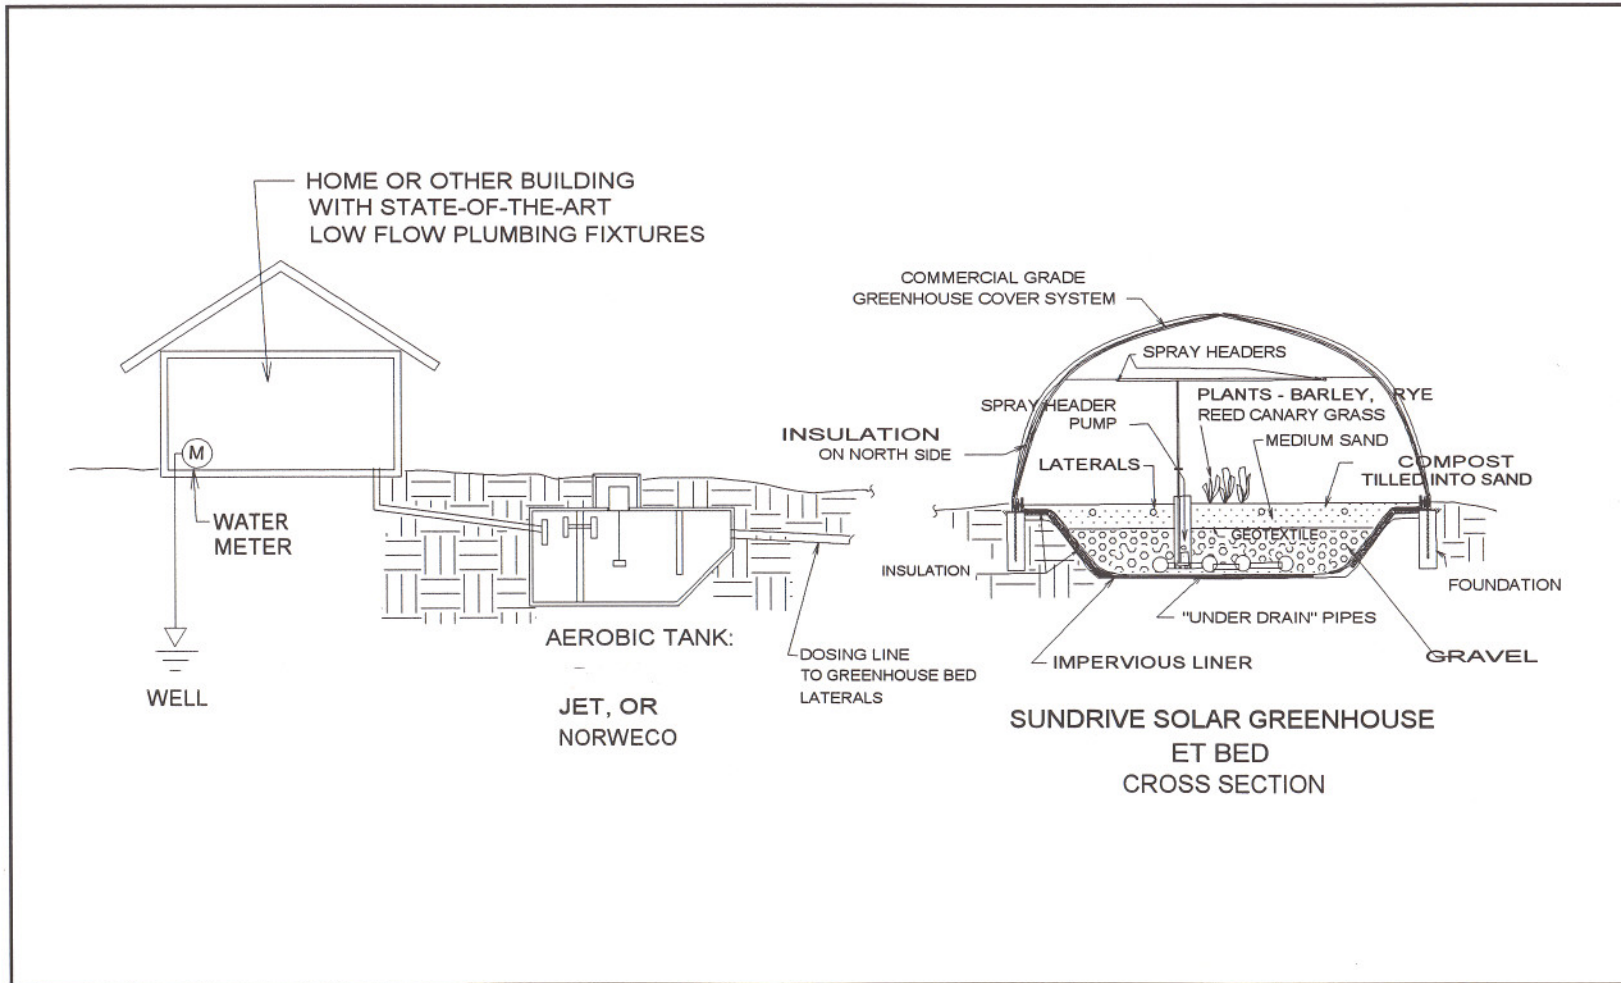 HOME OR OTHER BUILDING
WITH STATE-OF-THE-ART
LOW FLOW PLUMBING FIXTURES
M
WATER
METER
WELL
AEROBIC TANK:
JET, OR
NORWECO
DOSING LINE
TO GREENHOUSE BED
LATERALS
COMMERCIAL GRADE
GREENHOUSE COVER SYSTEM
SPRAY HEADERS
SPRAY HEADER
PUMP
PLANTS - BARLEY, RYE
REED CANARY GRASS
INSULATION
ON NORTH SIDE
MEDIUM SAND
LATERALS
COMPOST
TILLED INTO SAND
GEOTEXTILE
INSULATION
FOUNDATION
"UNDER DRAIN" PIPES
IMPERVIOUS LINER
GRAVEL
SUNDRIVE SOLAR GREENHOUSE
ET BED
CROSS SECTION